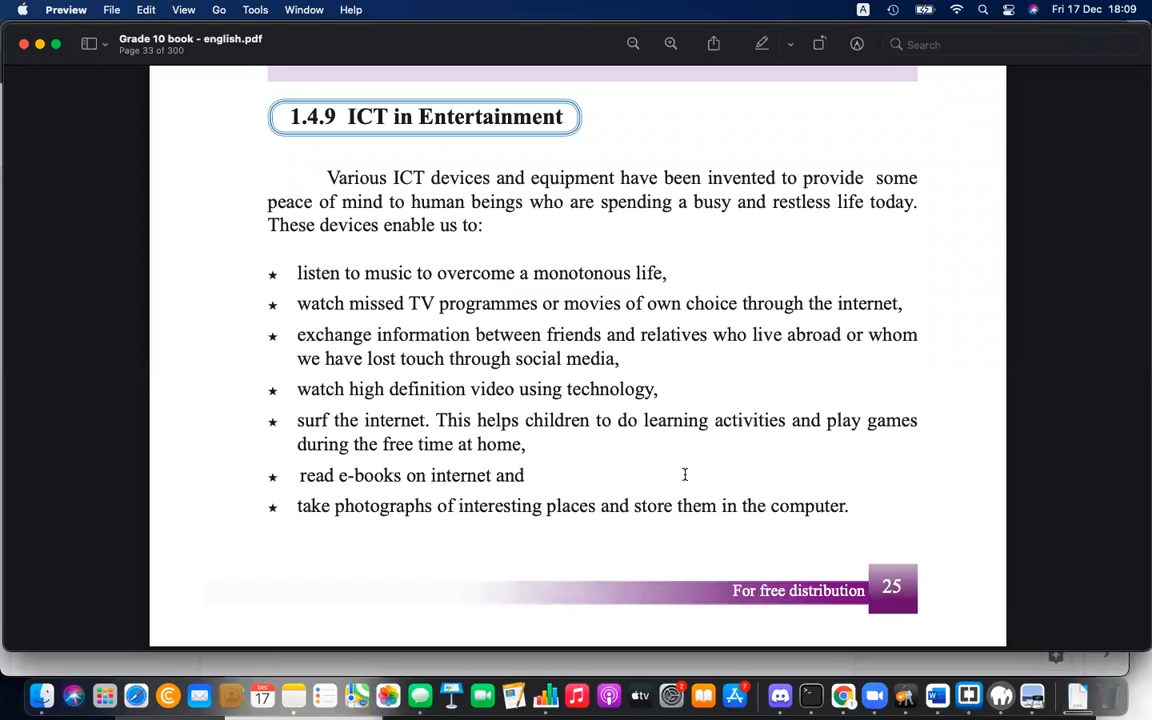 Preview File Edit View Go Tools Window Help A Fri 17 Dec 18:09
Grade 10 book - english.pdf
Page 33 of 300
Search
1.4.9 ICT in Entertainment
Various ICT devices and equipment have been invented to provide some
peace of mind to human beings who are spending a busy and restless life today.
These devices enable us to:
★ listen to music to overcome a monotonous life,
★ watch missed TV programmes or movies of own choice through the internet,
★ exchange information between friends and relatives who live abroad or whom
we have lost touch through social media,
★ watch high definition video using technology,
★ surf the internet. This helps children to do learning activities and play games
during the free time at home,
★ read e-books on internet and
★ take photographs of interesting places and store them in the computer.
For free distribution 25
DEC
17
tv